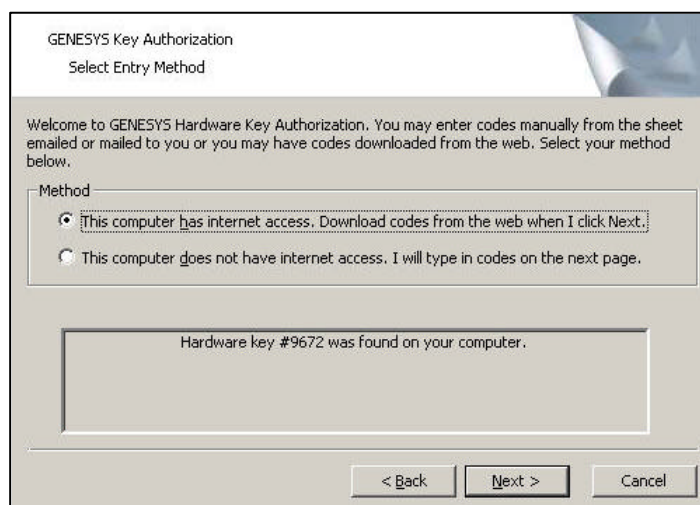 GENESYS Key Authorization
Select Entry Method
Welcome to GENESYS Hardware Key Authorization. You may enter codes manually from the sheet
emailed or mailed to you or you may have codes downloaded from the web. Select your method
below.
Method
This computer has internet access. Download codes from the web when I click Next.
This computer does not have internet access. I will type in codes on the next page.
Hardware key #9672 was found on your computer.
< Back Next > Cancel